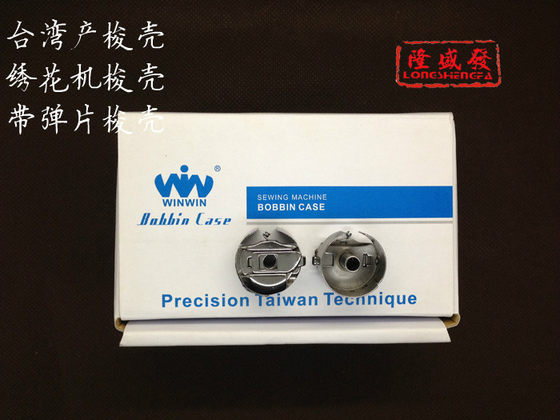 台湾产梭壳
绣花机梭壳
带弹片梭壳
隆盛發
LONGSHENGFA
WIN
®
WINWIN
Bobbin Case
SEWING MACHINE
BOBBIN CASE
Precision Taiwan Technique